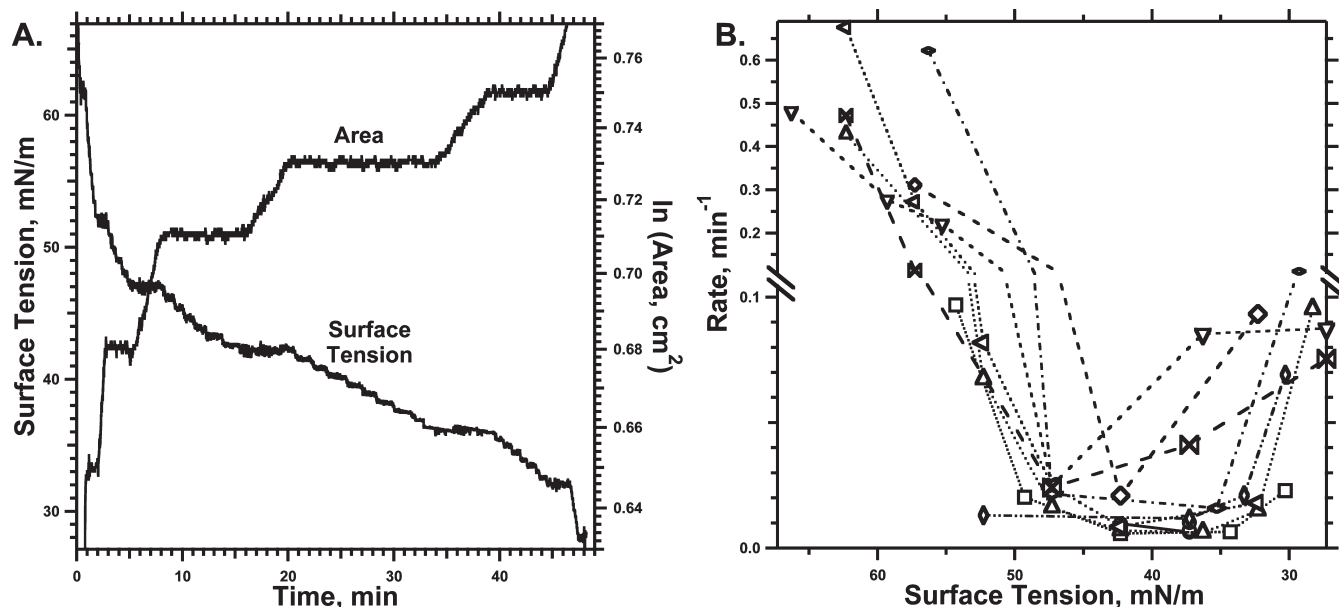 A.
Surface Tension, mN/m
60
50
40
30
Area
Surface
Tension
0.76
0.74
0.72
0.70
0.68
0.66
0.64
ln (Area, cm²)
0
10
20
30
40
Time, min
B.
Rate, min⁻¹
0.6
0.5
0.4
0.3
0.2
0.1
0.0
60
50
40
30
Surface Tension, mN/m